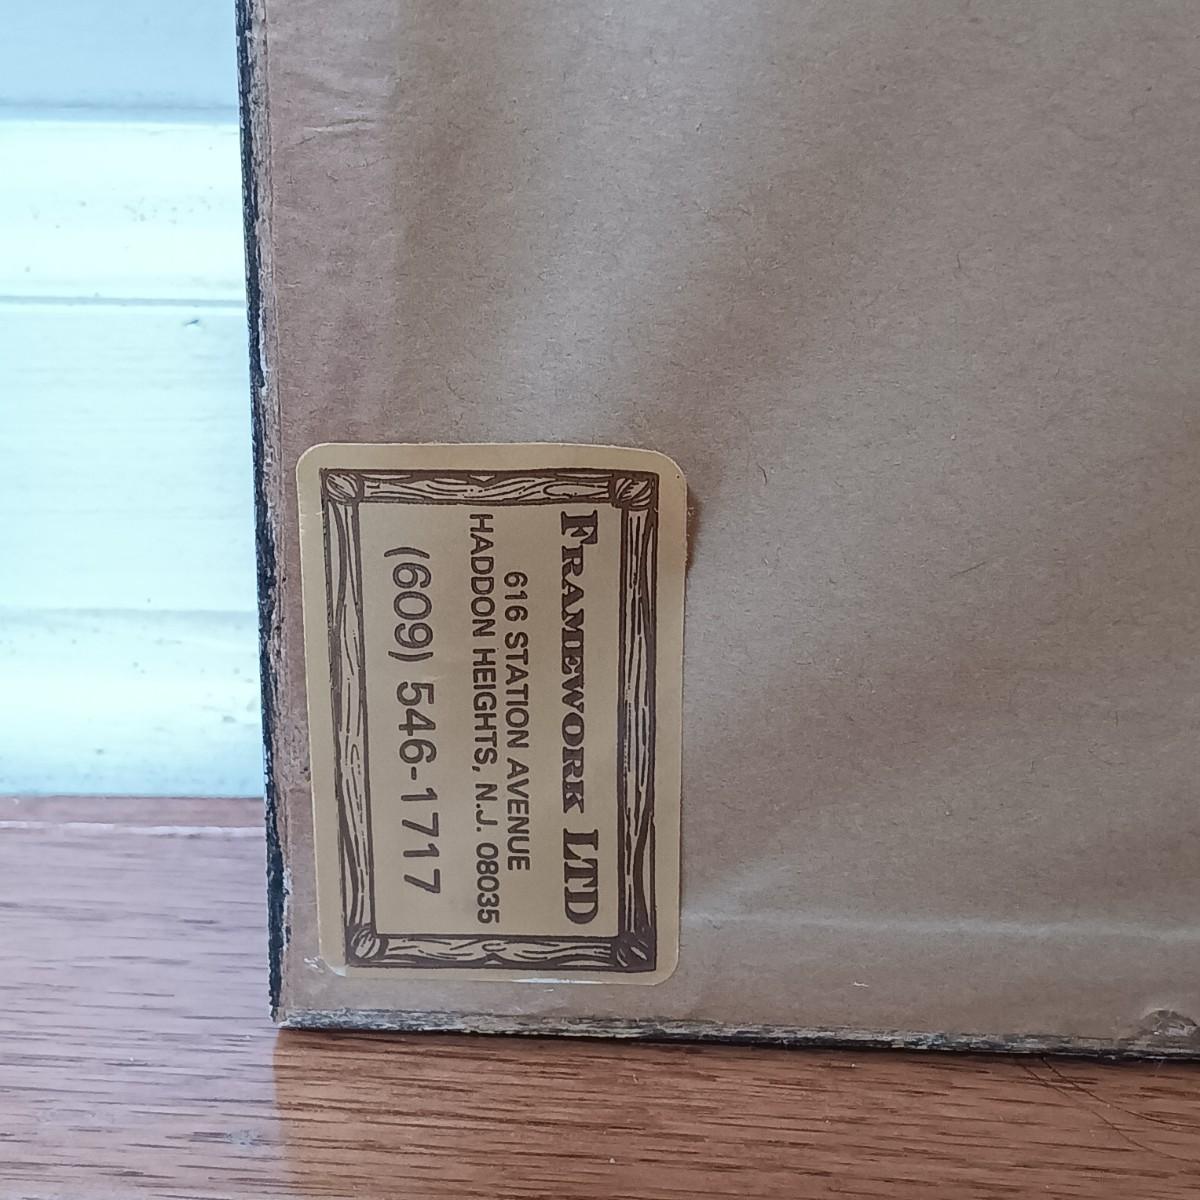 FRAMEWORK LTD
616 STATION AVENUE
HADDON HEIGHTS, N.J. 08035
(609) 546-1717